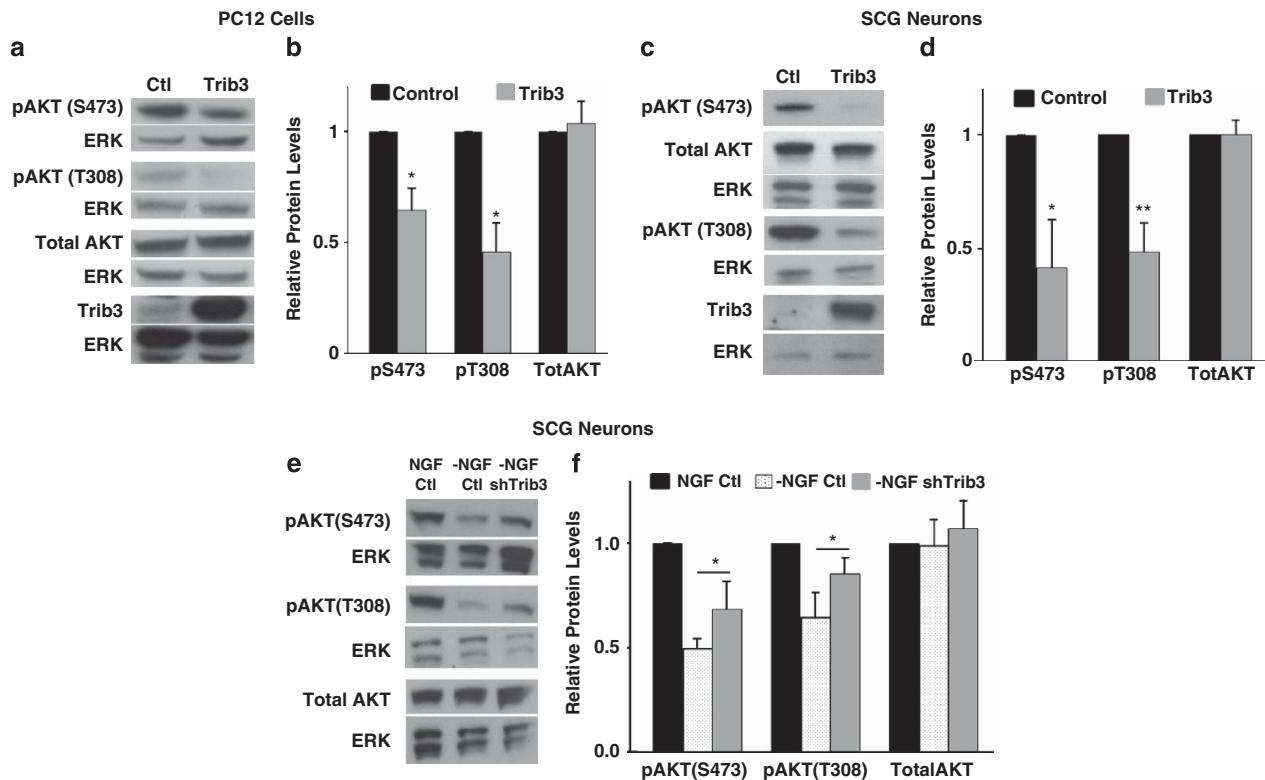 PC12 Cells
a
Ctl Trib3
pAKT (S473)
ERK
pAKT (T308)
ERK
Total AKT
ERK
Trib3
ERK
b
Control Trib3
Relative Protein Levels
1
0.5
0
* *
pS473 pT308 TotAKT
SCG Neurons
c
Ctl Trib3
pAKT (S473)
Total AKT
ERK
pAKT (T308)
ERK
Trib3
ERK
d
Control Trib3
Relative Protein Levels
1
0.5
0
* **
pS473 pT308 TotAKT
SCG Neurons
e
NGF -NGF -NGF
Ctl Ctl shTrib3
pAKT(S473)
ERK
pAKT(T308)
ERK
Total AKT
ERK
f
NGF Ctl -NGF Ctl -NGF shTrib3
Relative Protein Levels
1.0
0.5
0.0
* *
pAKT(S473) pAKT(T308) TotalAKT